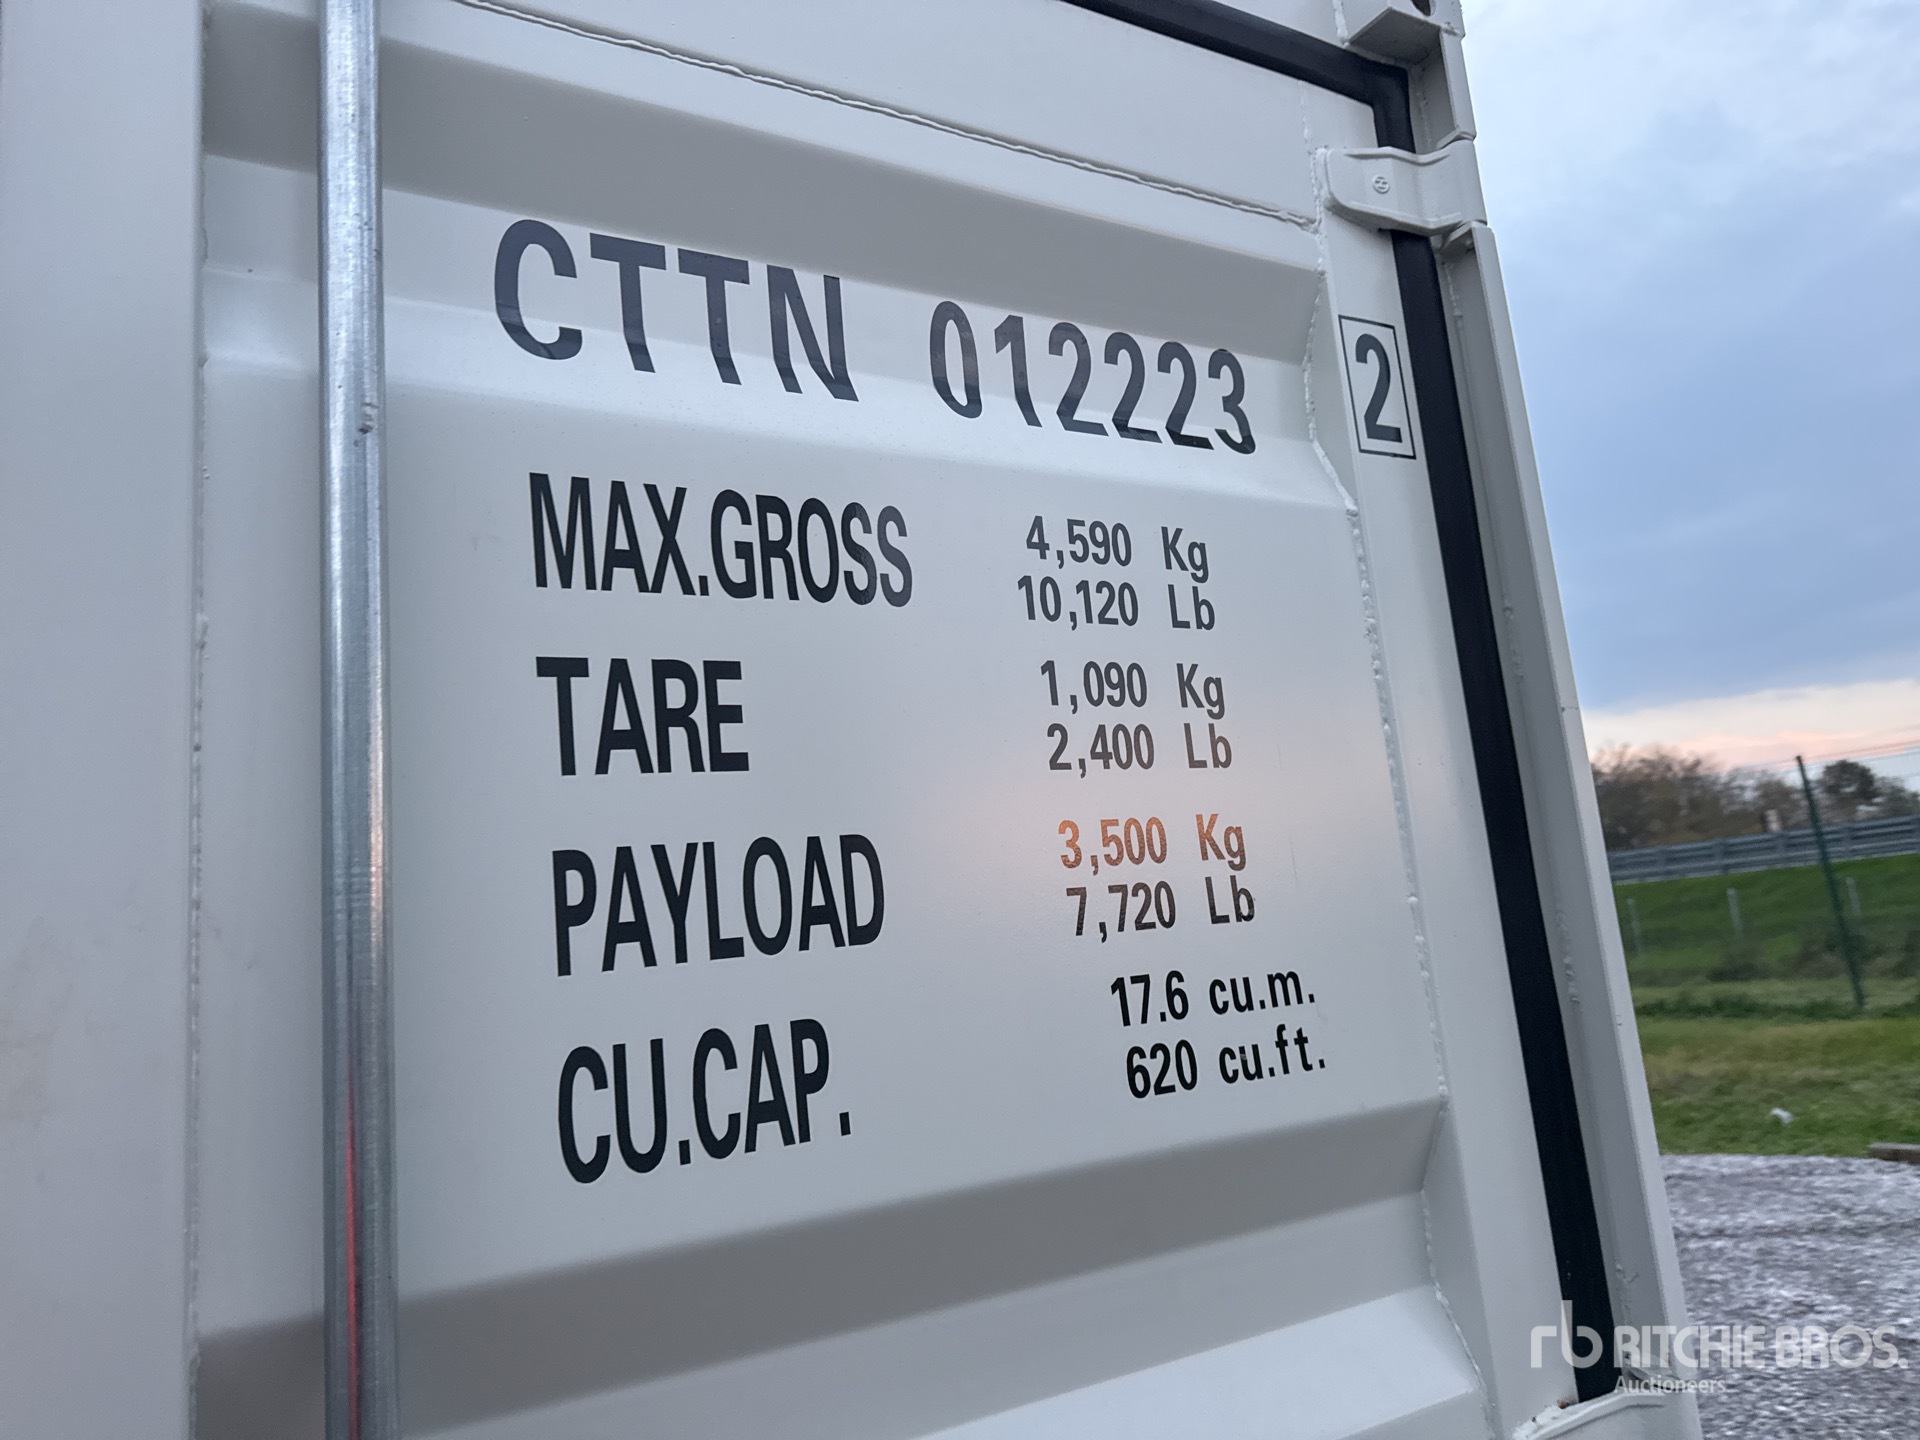 CTTN 012223 2
MAX.GROSS 4,590 Kg
10,120 Lb
TARE 1,090 Kg
2,400 Lb
PAYLOAD 3,500 Kg
7,720 Lb
CU.CAP. 17.6 cu.m.
620 cu.ft.
rb RITCHIE BROS.
Auctioneers